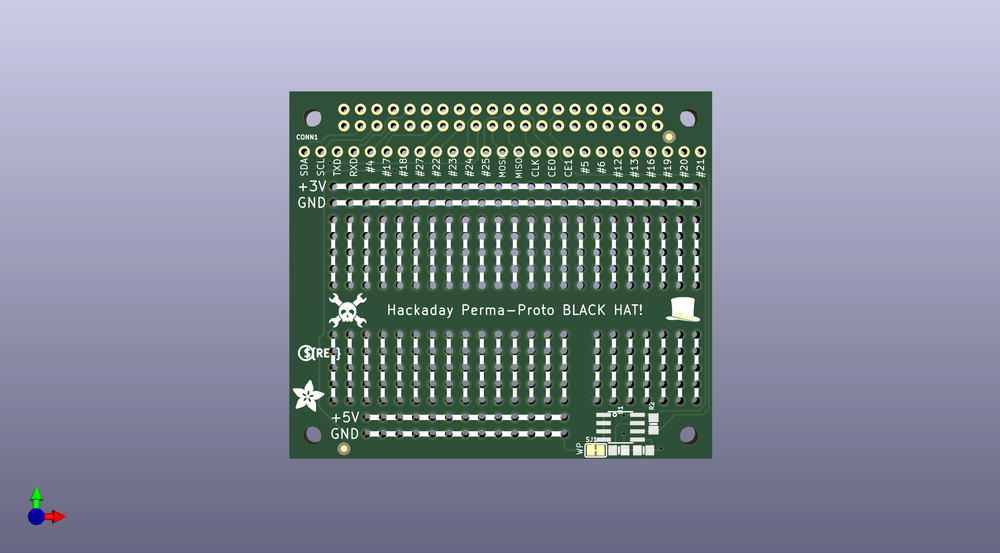 CONN1
SDA SCL TXD RXD #4 #17 #18 #27 #22 #23 #24 #25 MOSI MISO CLK CE0 CE1 #5 #6 #12 #13 #16 #19 #20 #21
+3V
GND
Hackaday Perma-Proto BLACK HAT!
+5V
GND
WP
SJ1